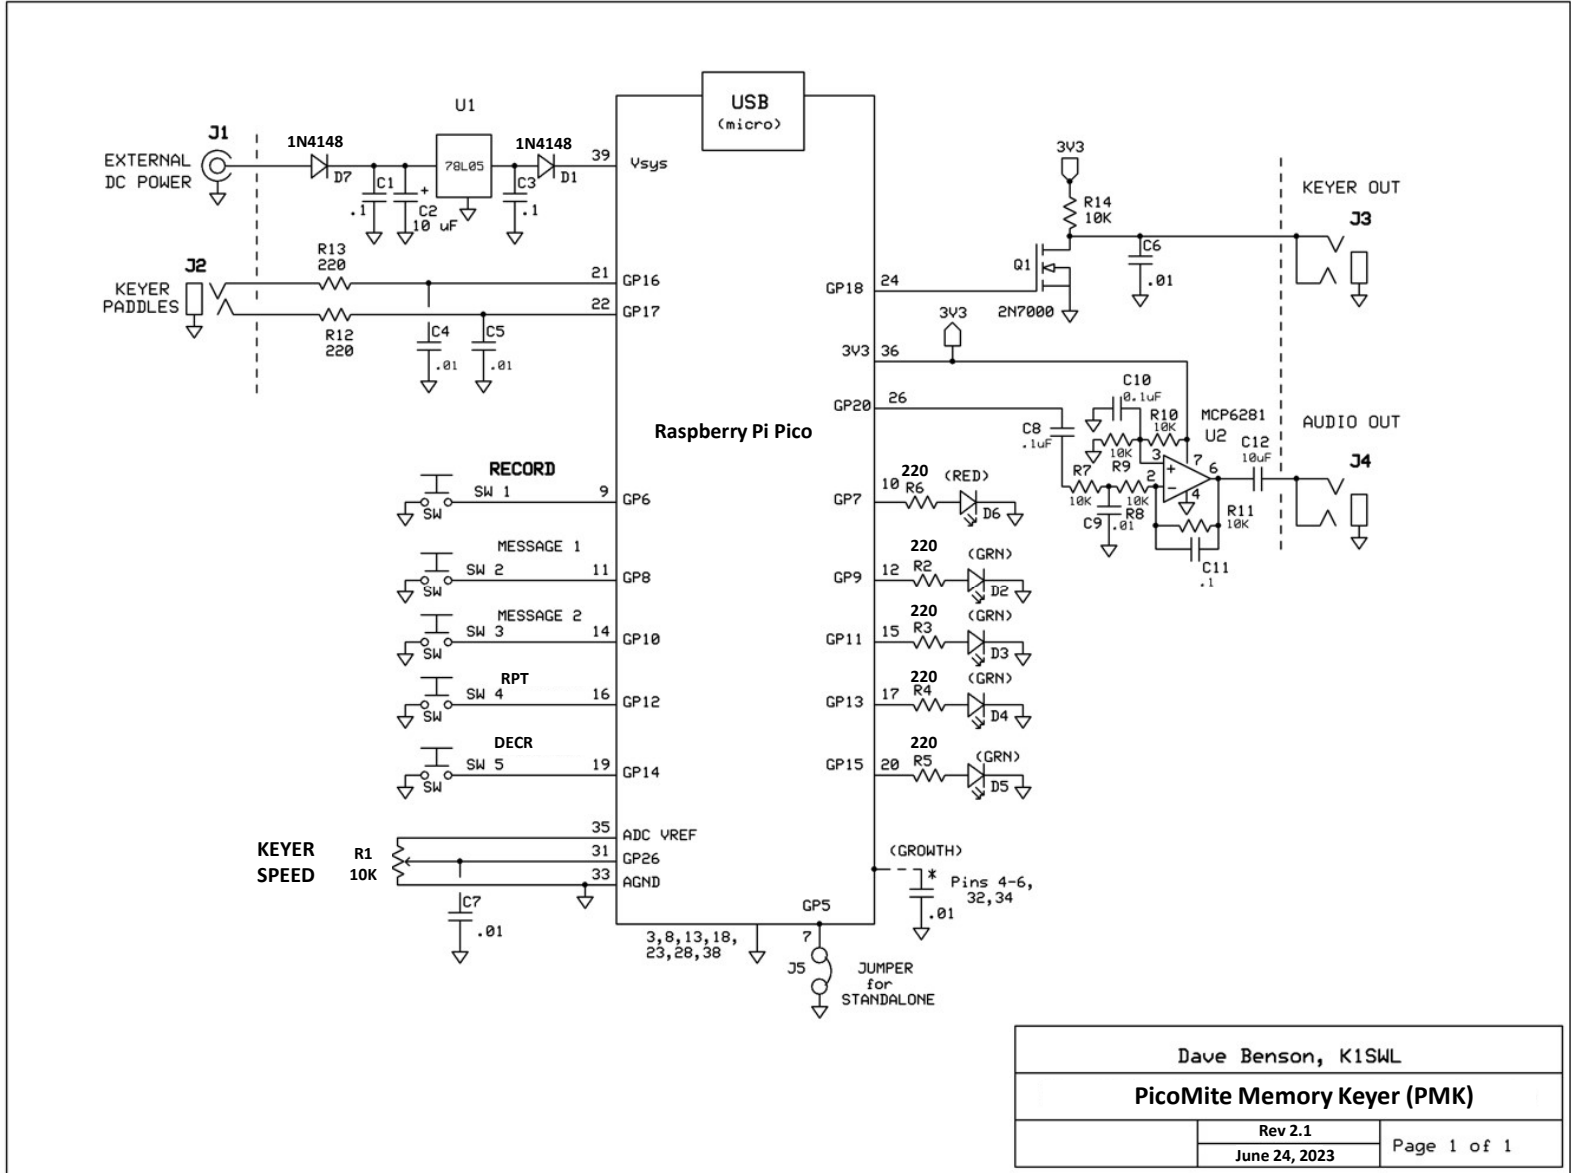 USB
(micro)
U1
J1
1N4148
1N4148
EXTERNAL
DC POWER
78L05
39
Vsys
D7
C1
.1
+
C2
10 uF
C3
.1
D1
J2
KEYER
PADDLES
R13
220
21
GP16
22
GP17
R12
220
C4
.01
C5
.01
3V3
R14
10K
KEYER OUT
J3
Q1
C6
.01
GP18
24
2N7000
3V3
3V3
36
GP20
26
Raspberry Pi Pico
C10
0.1uF
C8
.1uF
R10
10K
MCP6281
U2
AUDIO OUT
C12
10uF
J4
10K
R9
3
7
+
2
-
6
4
R7
10K
10K
R8
C9
.01
R11
10K
C11
.1
RECORD
SW 1
SW
9
GP6
MESSAGE 1
SW 2
SW
11
GP8
MESSAGE 2
SW 3
SW
14
GP10
RPT
SW 4
SW
16
GP12
DECR
SW 5
SW
19
GP14
GP7
10
220
R6
(RED)
D6
GP9
12
220
R2
(GRN)
D2
GP11
15
220
R3
(GRN)
D3
GP13
17
220
R4
(GRN)
D4
GP15
20
220
R5
(GRN)
D5
KEYER
SPEED
R1
10K
35
ADC VREF
31
GP26
33
AGND
C7
.01
(GROWTH)
*
Pins 4-6,
32,34
.01
3,8,13,18,
23,28,38
GP5
7
J5
JUMPER
for
STANDALONE
Dave Benson, K1SWL
PicoMite Memory Keyer (PMK)
Rev 2.1
June 24, 2023
Page 1 of 1